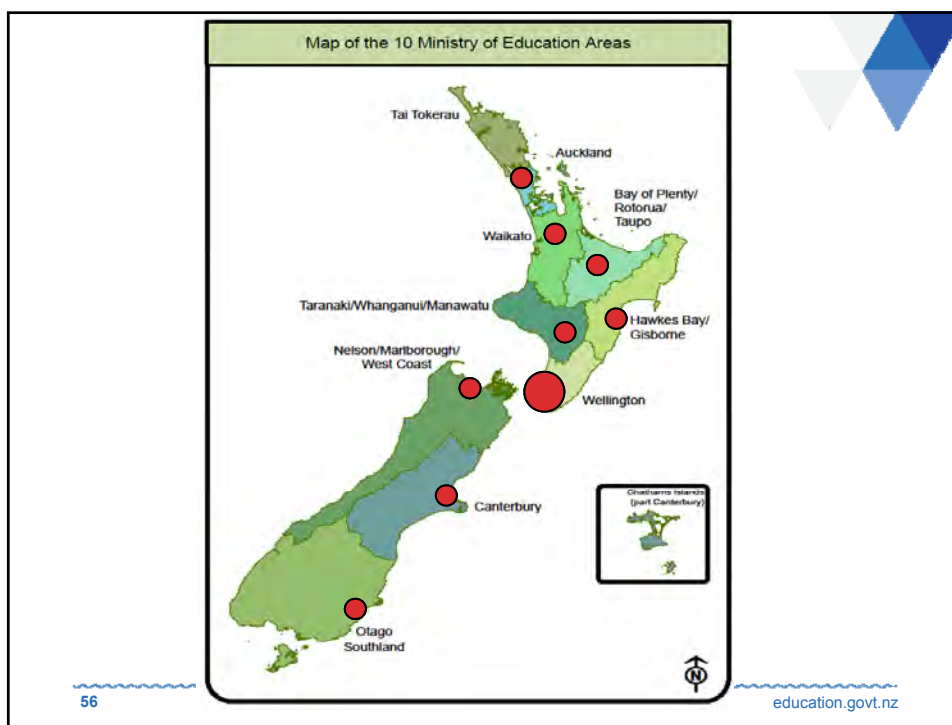 Map of the 10 Ministry of Education Areas
Tai Tokerau
Auckland
Bay of Plenty/
Rotorua/
Taupo
Waikato
Taranaki/Whanganui/Manawatu
Hawkes Bay/
Gisborne
Nelson/Marlborough/
West Coast
Wellington
Canterbury
Chathams Islands
(part Canterbury)
Otago
Southland
N
56
education.govt.nz